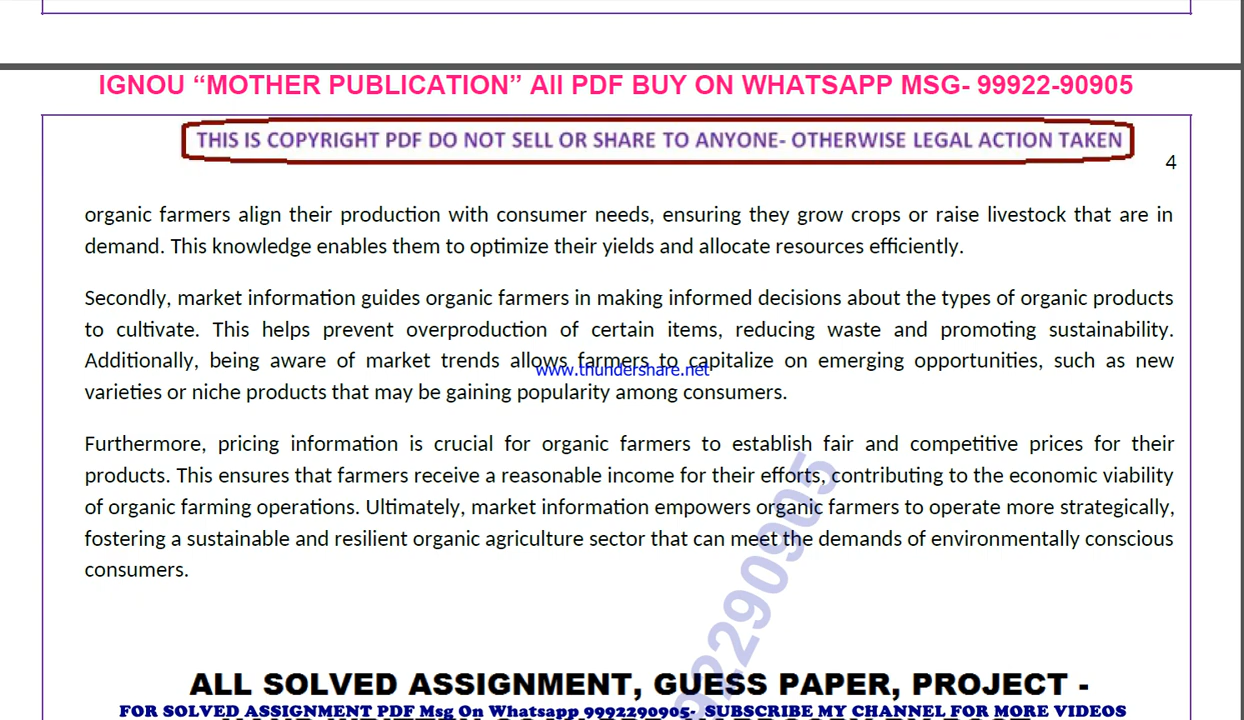 IGNOU “MOTHER PUBLICATION” All PDF BUY ON WHATSAPP MSG- 99922-90905
THIS IS COPYRIGHT PDF DO NOT SELL OR SHARE TO ANYONE- OTHERWISE LEGAL ACTION TAKEN
4
organic farmers align their production with consumer needs, ensuring they grow crops or raise livestock that are in
demand. This knowledge enables them to optimize their yields and allocate resources efficiently.
Secondly, market information guides organic farmers in making informed decisions about the types of organic products
to cultivate. This helps prevent overproduction of certain items, reducing waste and promoting sustainability.
Additionally, being aware of market trends allows farmers to capitalize on emerging opportunities, such as new
www.thundershare.net
varieties or niche products that may be gaining popularity among consumers.
Furthermore, pricing information is crucial for organic farmers to establish fair and competitive prices for their
products. This ensures that farmers receive a reasonable income for their efforts, contributing to the economic viability
of organic farming operations. Ultimately, market information empowers organic farmers to operate more strategically,
fostering a sustainable and resilient organic agriculture sector that can meet the demands of environmentally conscious
consumers.
ALL SOLVED ASSIGNMENT, GUESS PAPER, PROJECT -
FOR SOLVED ASSIGNMENT PDF Msg On Whatsapp 9992290905- SUBSCRIBE MY CHANNEL FOR MORE VIDEOS